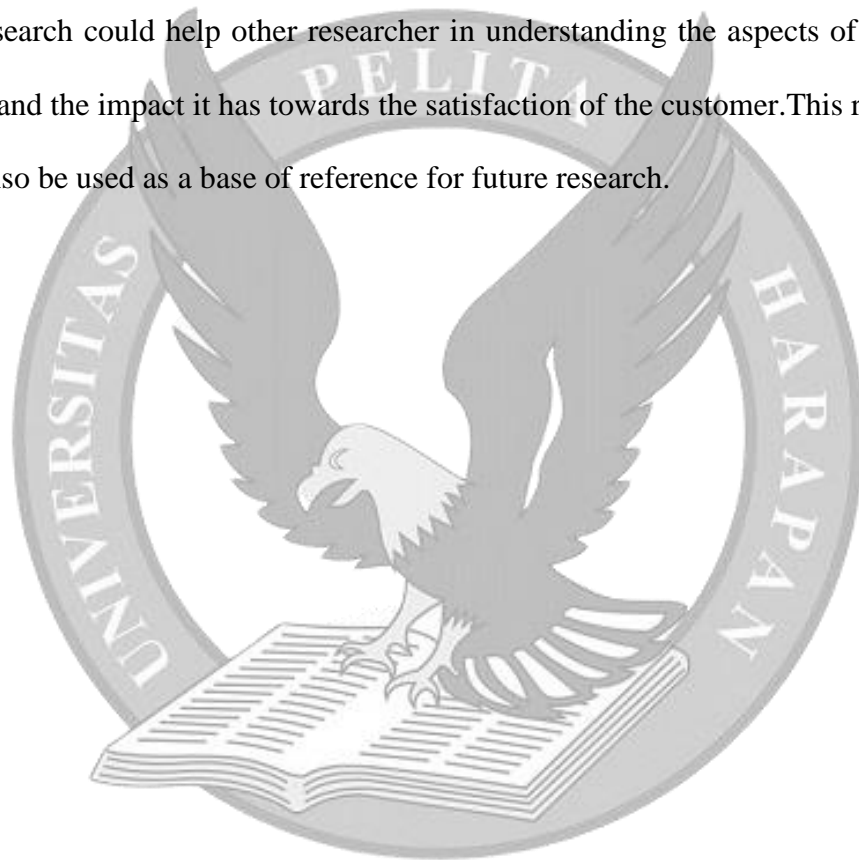 search could help other researcher in understanding the aspects of
and the impact it has towards the satisfaction of the customer.This
so be used as a base of reference for future research.
UNIVERSITAS PELITA HARAPAN